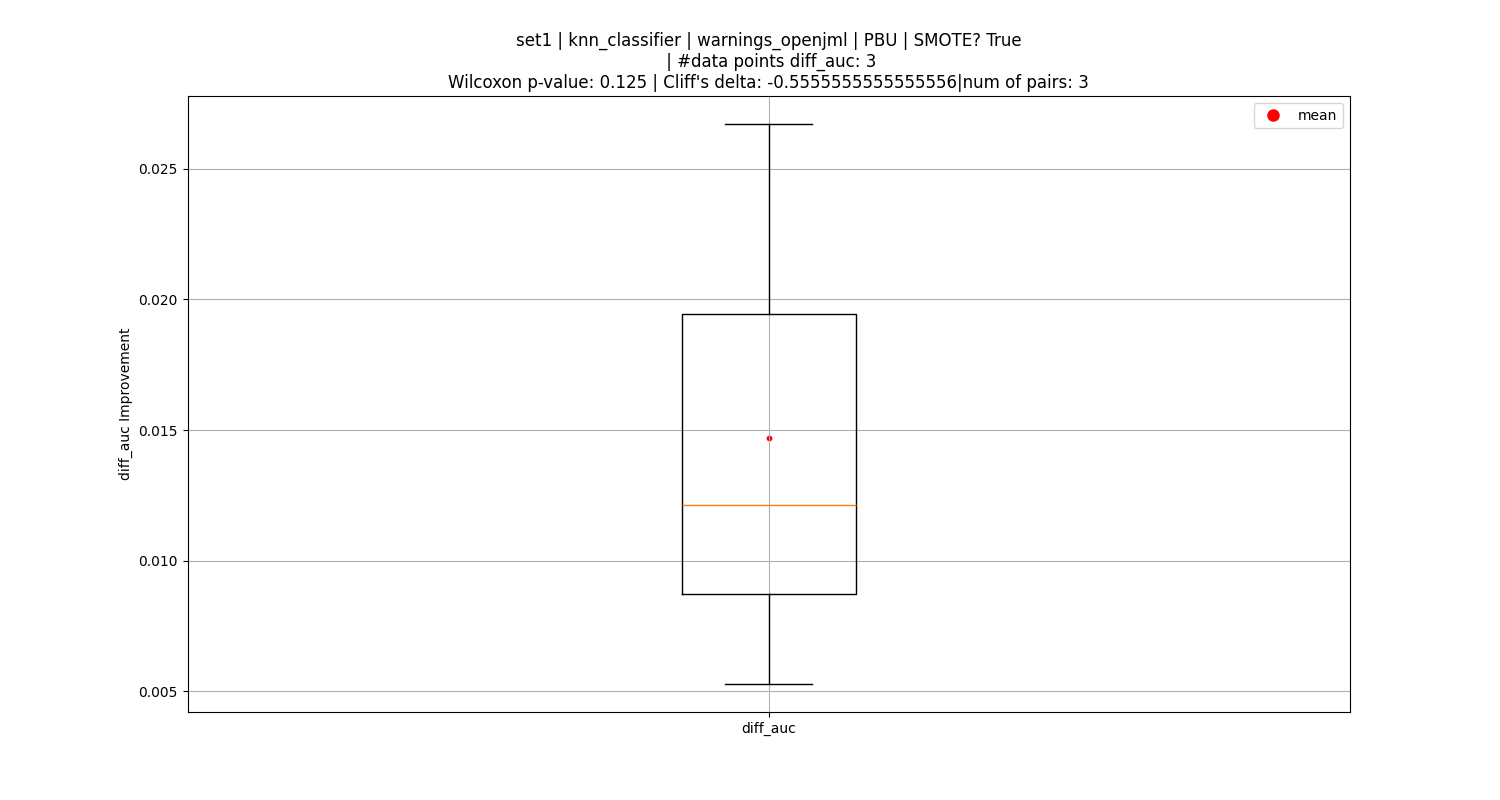 set1 | knn_classifier | warnings_openjml | PBU | SMOTE? True
| #data points diff_auc: 3
Wilcoxon p-value: 0.125 | Cliff's delta: -0.5555555555555556|num of pairs: 3
mean
0.025
0.020
0.015
0.010
0.005
diff_auc Improvement
diff_auc